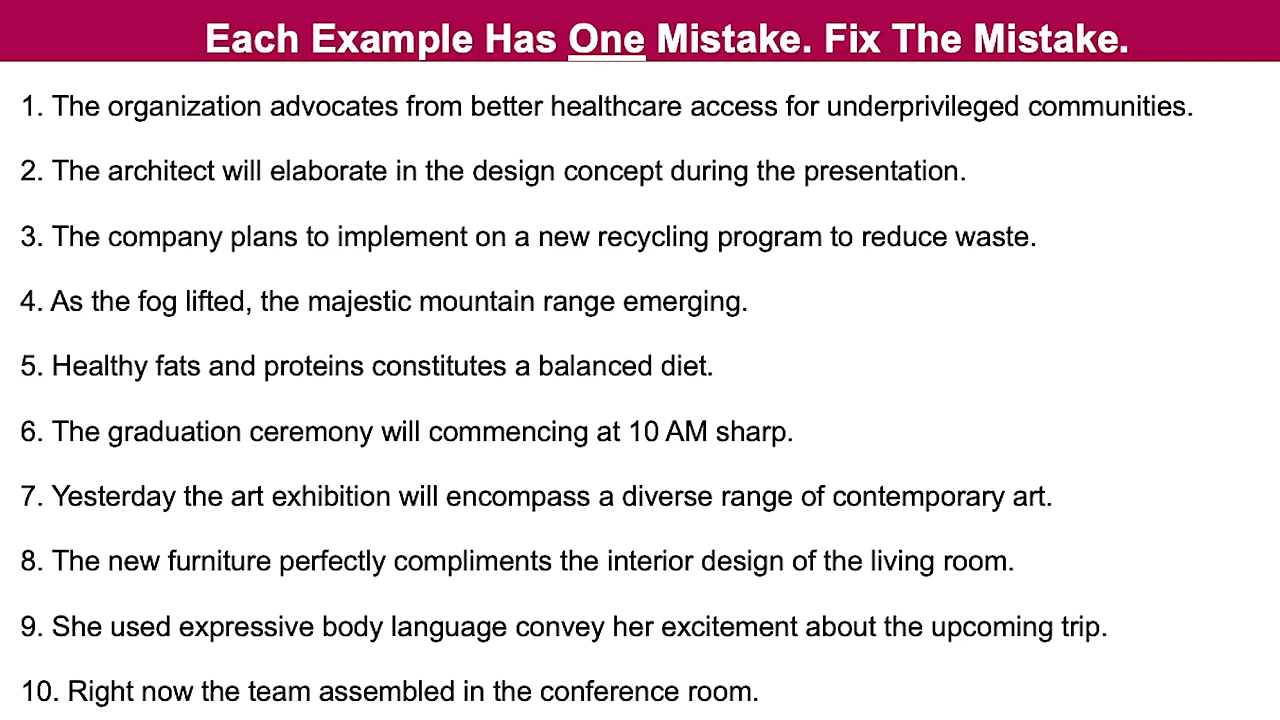 Each Example Has One Mistake. Fix The Mistake.
1. The organization advocates from better healthcare access for underprivileged communities.
2. The architect will elaborate in the design concept during the presentation.
3. The company plans to implement on a new recycling program to reduce waste.
4. As the fog lifted, the majestic mountain range emerging.
5. Healthy fats and proteins constitutes a balanced diet.
6. The graduation ceremony will commencing at 10 AM sharp.
7. Yesterday the art exhibition will encompass a diverse range of contemporary art.
8. The new furniture perfectly compliments the interior design of the living room.
9. She used expressive body language convey her excitement about the upcoming trip.
10. Right now the team assembled in the conference room.